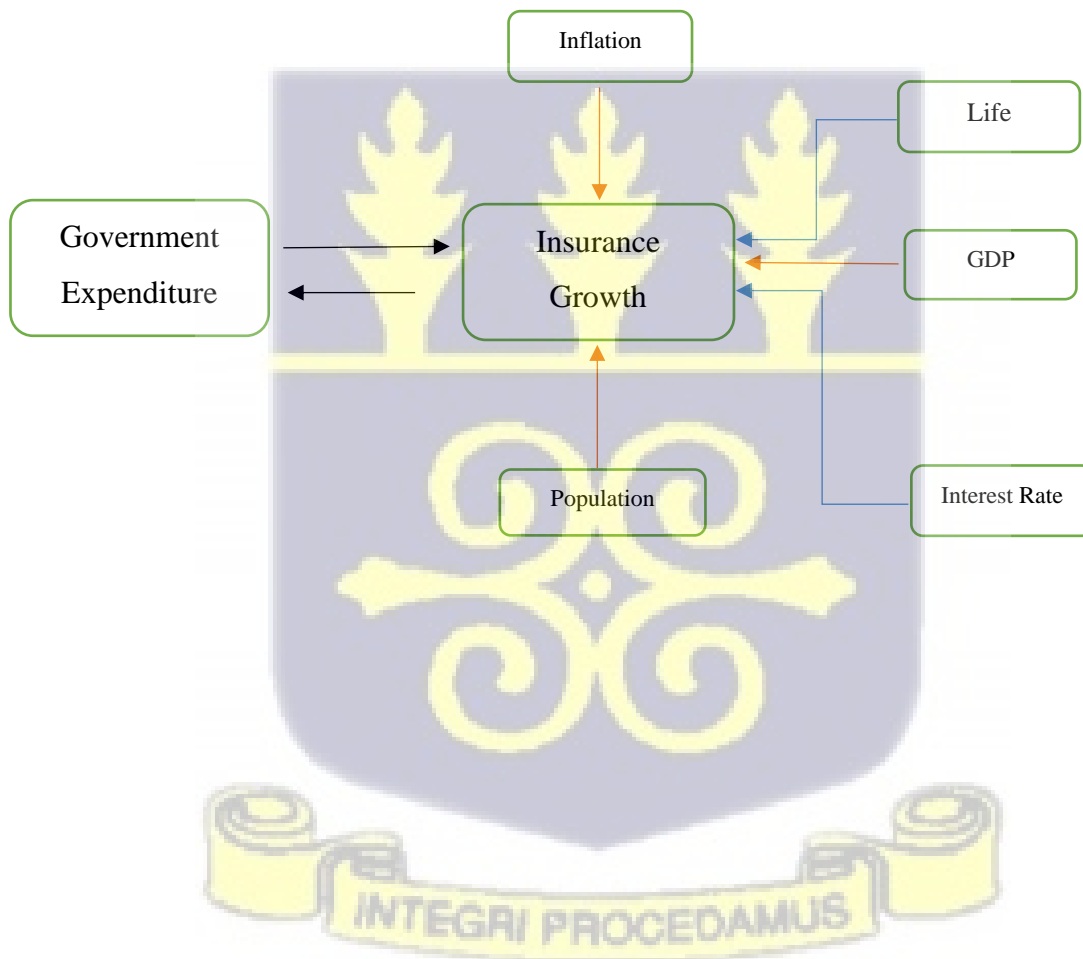 Inflation
Life
Government
Expenditure
Insurance
Growth
GDP
Population
Interest Rate
INTEGRI PROCEDAMUS